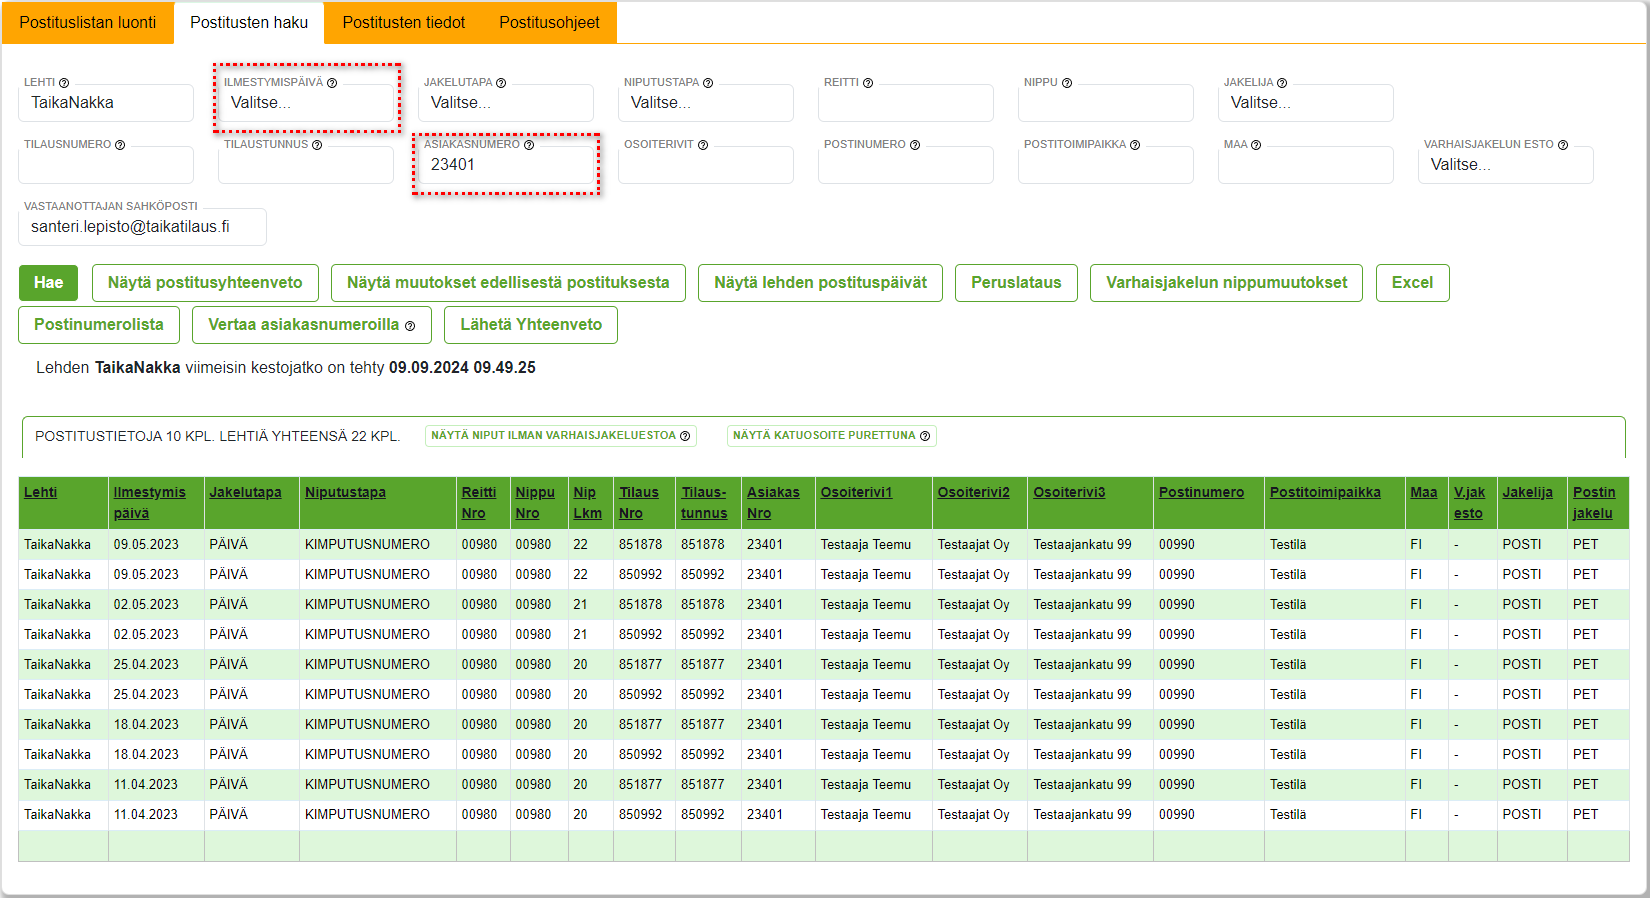 Postituslistan luonti Postitusten haku Postitusten tiedot Postitusohjeet
LEHTI ILMESTYMISPÄIVÄ JAKELUTAPA NIPUTUSTAPA REITTI NIPPU JAKELIJA
TaikaNakka Valitse... Valitse... Valitse... Valitse...
TILAUSNUMERO TILAUSTUNNUS ASIAKASNUMERO OSOITERIVIT POSTINUMERO POSTITOIMIPAIKKA MAA VARHAISJAKELUN ESTO
23401 Valitse...
VASTAANOTTAJAN SÄHKÖPOSTI
santeri.lepisto@taikatilaus.fi
Hae Näytä postitusyhteenveto Näytä muutokset edellisestä postituksesta Näytä lehden postituspäivät Peruslataus Varhaisjakelun nippumuutokset Excel
Postinumerolista Vertaa asiakasnumeroilla Lähetä Yhteenveto
Lehden TaikaNakka viimeisin kestojatko on tehty 09.09.2024 09.49.25
POSTITUSTIETOJA 10 KPL. LEHTIÄ YHTEENSÄ 22 KPL. NÄYTÄ NIPUT ILMAN VARHAISJAKELUESTOA NÄYTÄ KATUOSOITE PURETTUNA
Lehti Ilmestymis Jakelutapa Niputustapa Reitti Nippu Nip Tilaus Tilaus- Asiakas Osoiterivi1 Osoiterivi2 Osoiterivi3 Postinumero Postitoimipaikka Maa V.jak Jakelija Postin
päivä Nro Nro Lkm Nro tunnus Nro esto jakelu
TaikaNakka 09.05.2023 PÄIVÄ KIMPUTUSNUMERO 00980 00980 22 851878 851878 23401 Testaaja Teemu Testaajat Oy Testaajankatu 99 00990 Testilä FI - POSTI PET
TaikaNakka 09.05.2023 PÄIVÄ KIMPUTUSNUMERO 00980 00980 22 850992 850992 23401 Testaaja Teemu Testaajat Oy Testaajankatu 99 00990 Testilä FI - POSTI PET
TaikaNakka 02.05.2023 PÄIVÄ KIMPUTUSNUMERO 00980 00980 21 851878 851878 23401 Testaaja Teemu Testaajat Oy Testaajankatu 99 00990 Testilä FI - POSTI PET
TaikaNakka 02.05.2023 PÄIVÄ KIMPUTUSNUMERO 00980 00980 21 850992 850992 23401 Testaaja Teemu Testaajat Oy Testaajankatu 99 00990 Testilä FI - POSTI PET
TaikaNakka 25.04.2023 PÄIVÄ KIMPUTUSNUMERO 00980 00980 20 851877 851877 23401 Testaaja Teemu Testaajat Oy Testaajankatu 99 00990 Testilä FI - POSTI PET
TaikaNakka 25.04.2023 PÄIVÄ KIMPUTUSNUMERO 00980 00980 20 850992 850992 23401 Testaaja Teemu Testaajat Oy Testaajankatu 99 00990 Testilä FI - POSTI PET
TaikaNakka 18.04.2023 PÄIVÄ KIMPUTUSNUMERO 00980 00980 20 851877 851877 23401 Testaaja Teemu Testaajat Oy Testaajankatu 99 00990 Testilä FI - POSTI PET
TaikaNakka 18.04.2023 PÄIVÄ KIMPUTUSNUMERO 00980 00980 20 850992 850992 23401 Testaaja Teemu Testaajat Oy Testaajankatu 99 00990 Testilä FI - POSTI PET
TaikaNakka 11.04.2023 PÄIVÄ KIMPUTUSNUMERO 00980 00980 20 851877 851877 23401 Testaaja Teemu Testaajat Oy Testaajankatu 99 00990 Testilä FI - POSTI PET
TaikaNakka 11.04.2023 PÄIVÄ KIMPUTUSNUMERO 00980 00980 20 850992 850992 23401 Testaaja Teemu Testaajat Oy Testaajankatu 99 00990 Testilä FI - POSTI PET